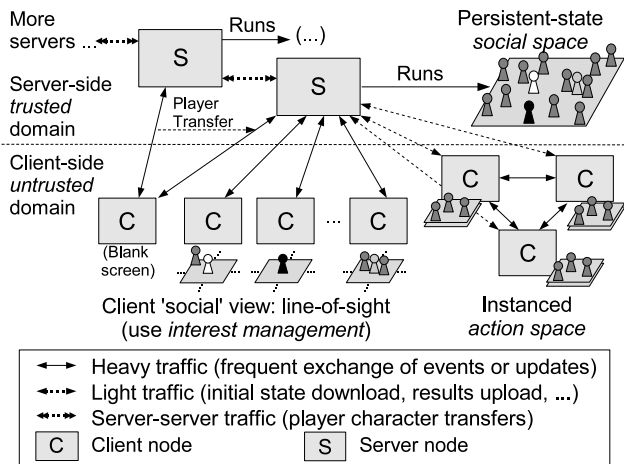 More
servers ...
S
Runs
(...)
Persistent-state
social space
Server-side
trusted
domain
S
Runs
Player
Transfer
Client-side
untrusted
domain
C
C
C
C
C
C
...
C
(Blank
screen)
Client 'social' view: line-of-sight
(use interest management)
Instanced
action space
Heavy traffic (frequent exchange of events or updates)
Light traffic (initial state download, results upload, ...)
Server-server traffic (player character transfers)
C Client node
S Server node